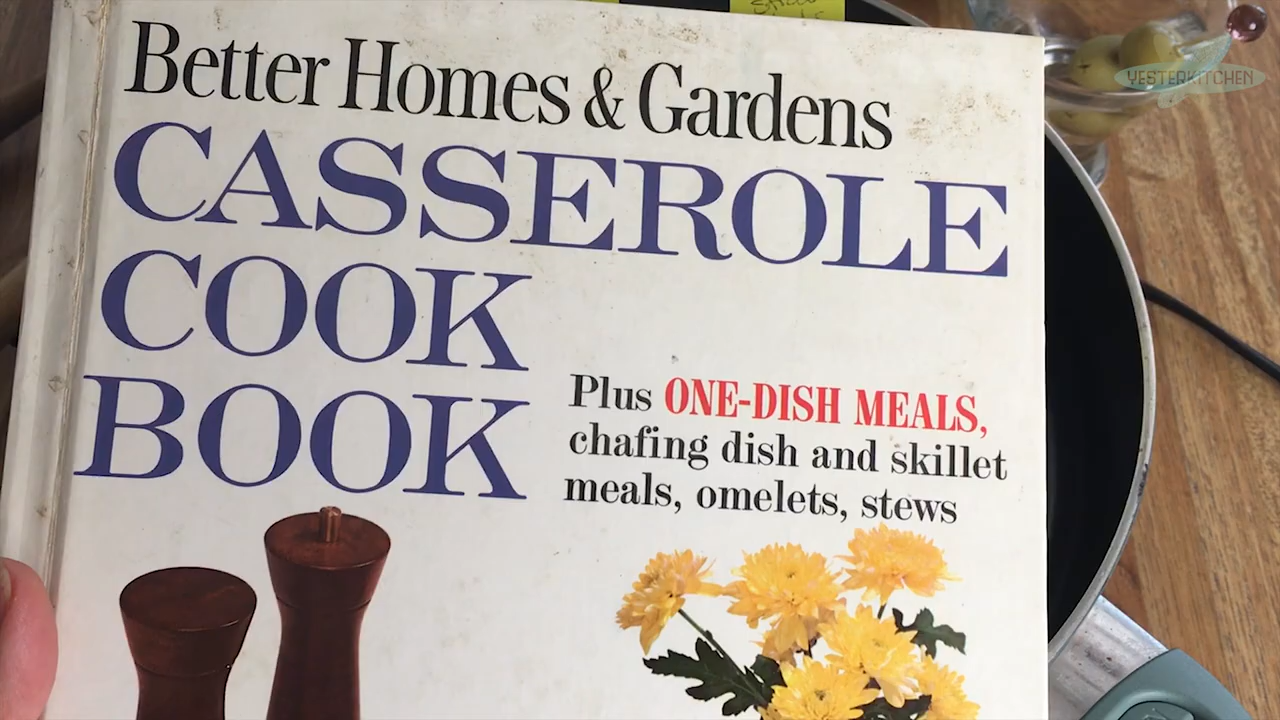 Better Homes & Gardens
CASSEROLE
COOK
BOOK
Plus ONE-DISH MEALS,
chafing dish and skillet
meals, omelets, stews
YESTERKITCHEN